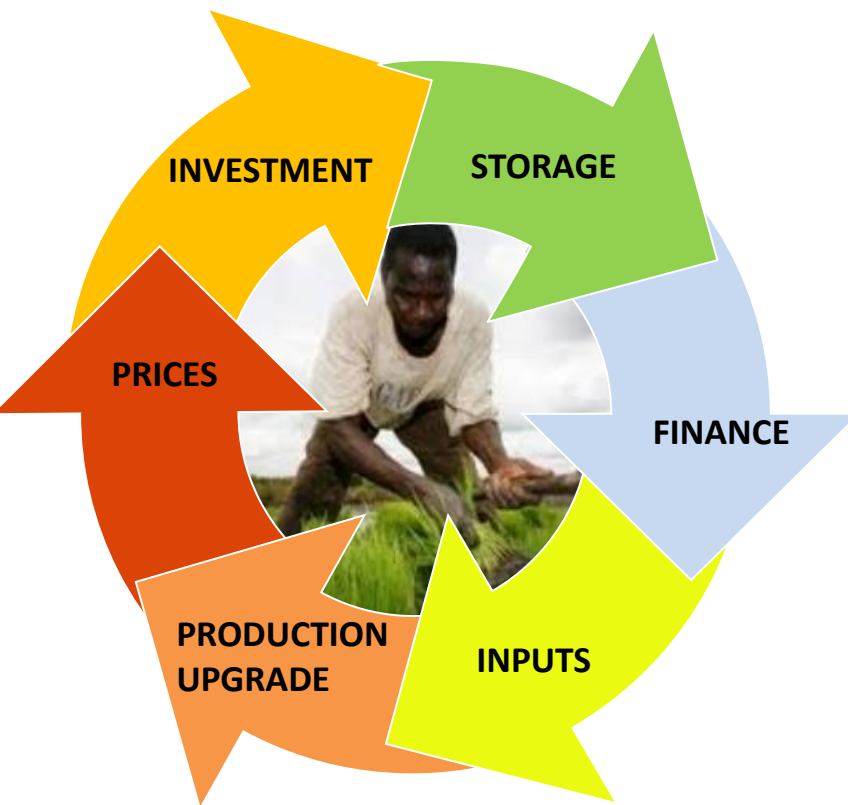 INVESTMENT
STORAGE
PRICES
FINANCE
PRODUCTION
UPGRADE
INPUTS